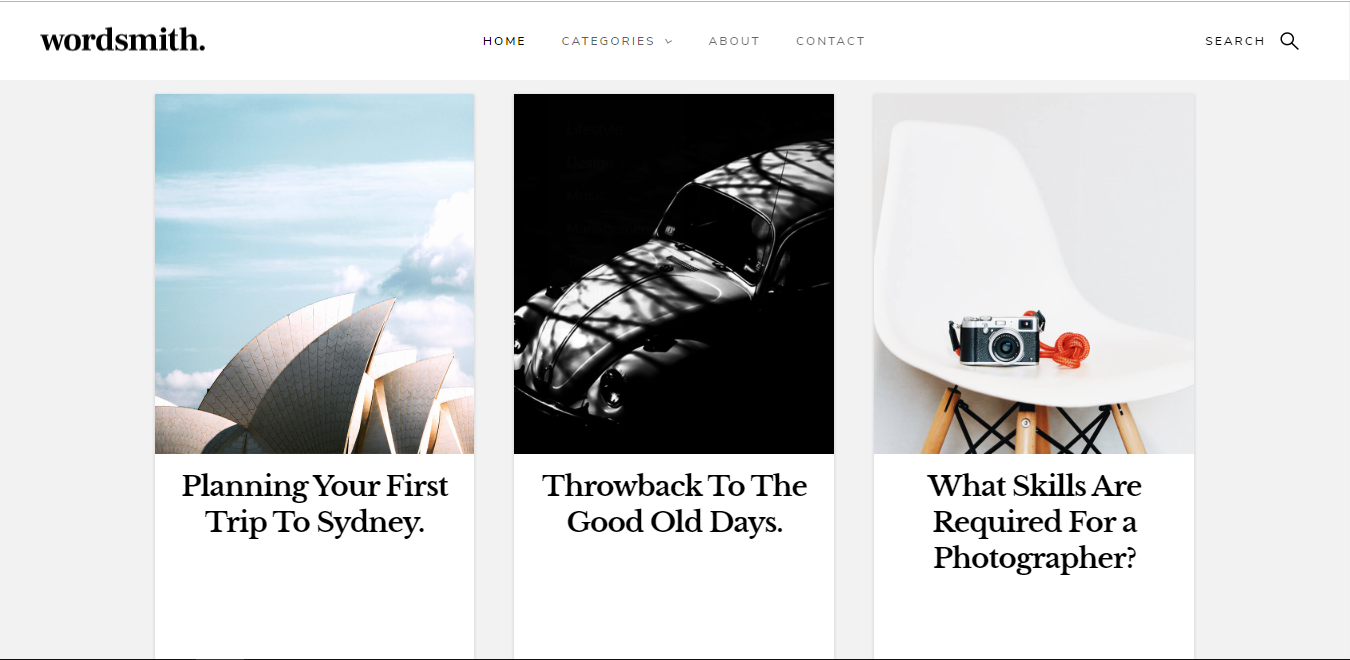 wordsmith.
HOME CATEGORIES ABOUT CONTACT
SEARCH
Planning Your First
Trip To Sydney.
Throwback To The
Good Old Days.
What Skills Are
Required For a
Photographer?